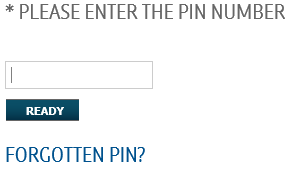 * PLEASE ENTER THE PIN NUMBER
READY
FORGOTTEN PIN?